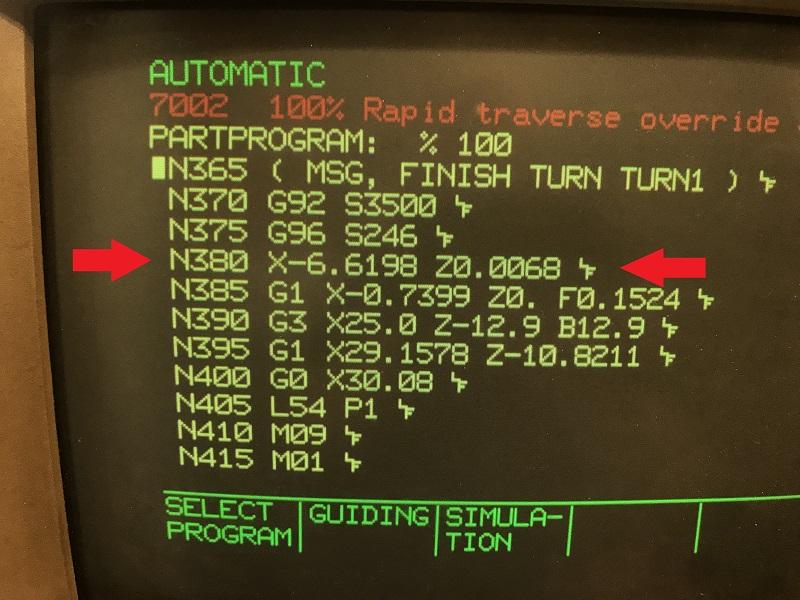 AUTOMATIC
7002 100% Rapid traverse override
PARTPROGRAM: % 100
N365 ( MSG, FINISH TURN TURN1 )
N370 G92 S3500
N375 G96 S246
N380 X-6.6198 Z0.0068
N385 G1 X-0.7399 Z0. F0.1524
N390 G3 X25.0 Z-12.9 B12.9
N395 G1 X29.1578 Z-10.8211
N400 G0 X30.08
N405 L54 P1
N410 M09
N415 M01
SELECT PROGRAM GUIDING SIMULA-TION